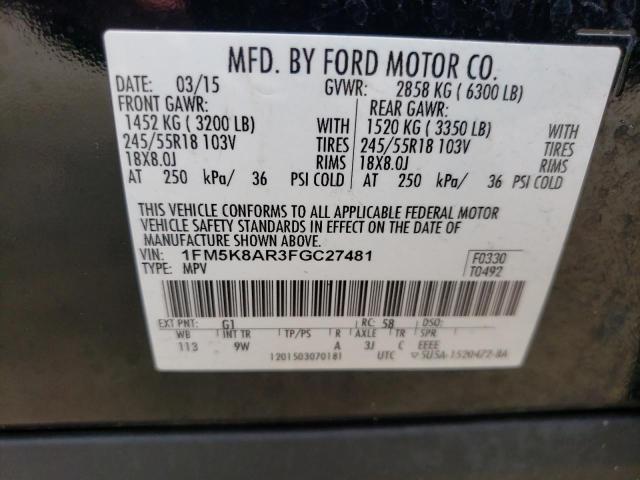 MFD. BY FORD MOTOR CO.
DATE: 03/15 GVWR: 2858 KG ( 6300 LB)
FRONT GAWR: REAR GAWR:
1452 KG ( 3200 LB) WITH 1520 KG ( 3350 LB) WITH
245/55R18 103V TIRES 245/55R18 103V TIRES
18X8.0J RIMS 18X8.0J RIMS
AT 250 kPa/ 36 PSI COLD AT 250 kPa/ 36 PSI COLD
THIS VEHICLE CONFORMS TO ALL APPLICABLE FEDERAL MOTOR
VEHICLE SAFETY STANDARDS IN EFFECT ON THE DATE OF
MANUFACTURE SHOWN ABOVE.
VIN: 1FM5K8AR3FGC27481 F0330
TYPE: MPV T0492
EXT PNT: G1 RC: 58 DSO:
WB INT TR TP/PS R AXLE TR SPR
113 9W A 3J C EEEE
1201503070181 UTC ▽5USA-1520472-BA